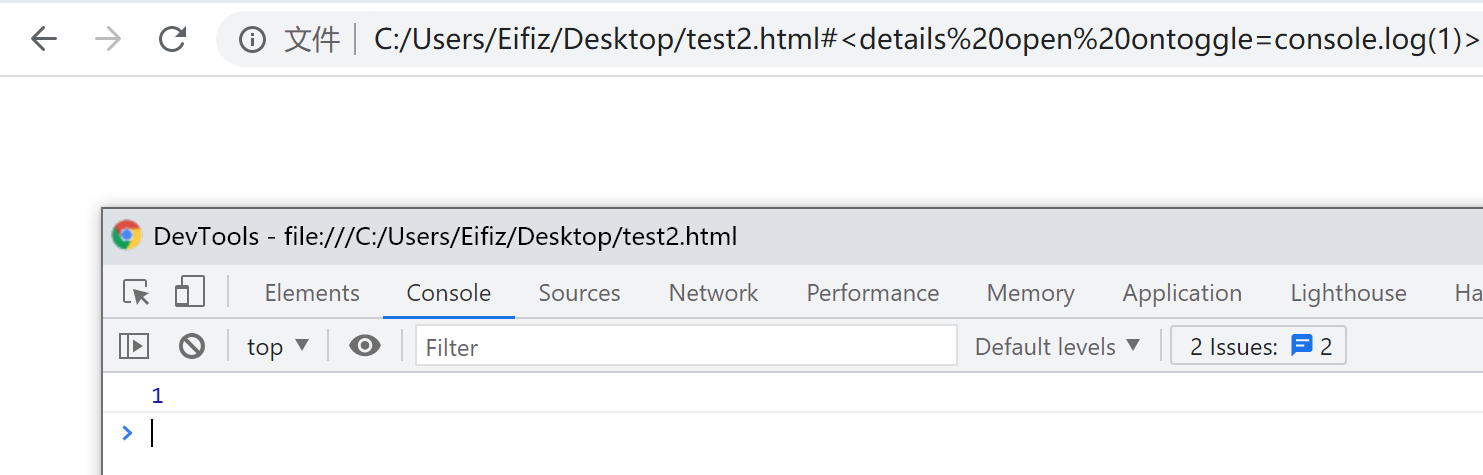 文件 C:/Users/Eifiz/Desktop/test2.html#<details%20open%20ontoggle=console.log(1)>
DevTools - file:///C:/Users/Eifiz/Desktop/test2.html
Elements Console Sources Network Performance Memory Application Lighthouse Ha
top Filter Default levels 2 Issues: 2
1